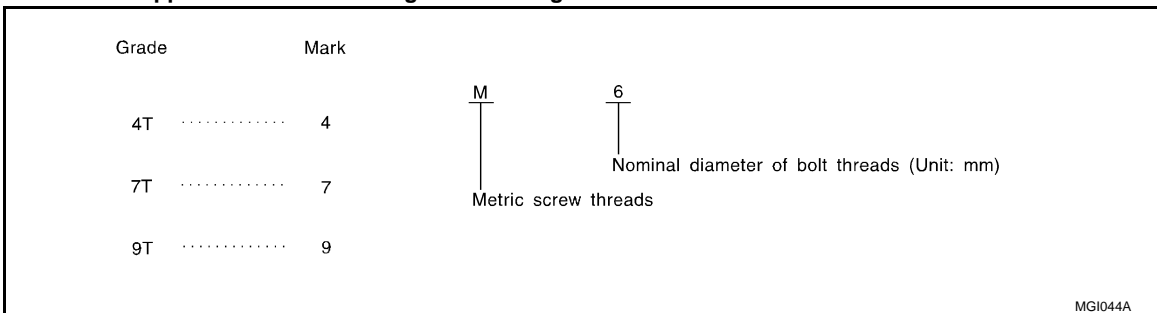 Grade Mark
M 6
4T ············· 4
Nominal diameter of bolt threads (Unit: mm)
7T ············· 7
Metric screw threads
9T ············· 9
MGI044A